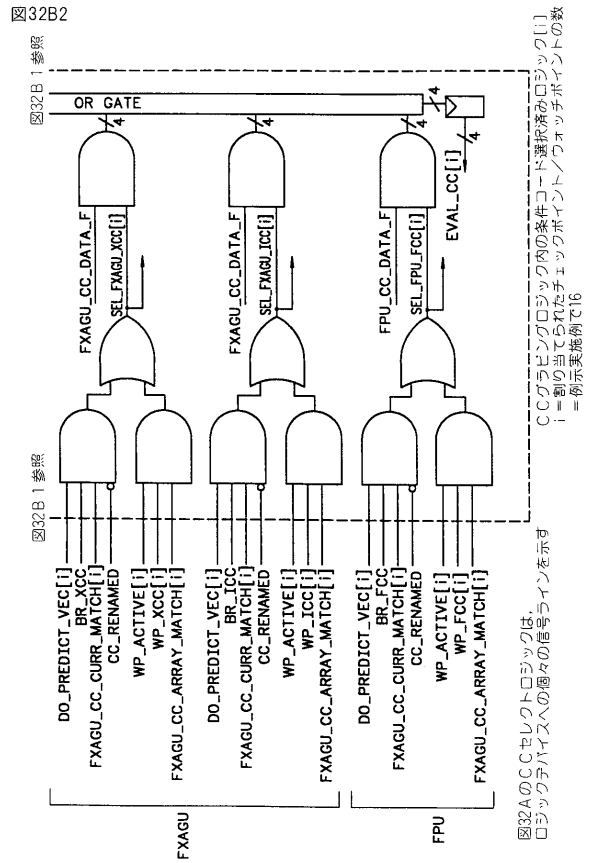 図32B2
図32B 1 参照
図32B 1 参照
OR GATE
4
4
4
4
4
FXAGU_CC_DATA_F
SEL_FXAGU_XCC[i]
FXAGU_CC_DATA_F
SEL_FXAGU_ICC[i]
FPU_CC_DATA_F
SEL_FPU_FCC[i]
EVAL_CC[i]
DO_PREDICT_VEC[i]
BR_XCC
FXAGU_CC_CURR_MATCH[i]
CC_RENAMED
WP_ACTIVE[i]
WP_XCC[i]
FXAGU_CC_ARRAY_MATCH[i]
DO_PREDICT_VEC[i]
BR_ICC
FXAGU_CC_CURR_MATCH[i]
CC_RENAMED
WP_ACTIVE[i]
WP_ICC[i]
FXAGU_CC_ARRAY_MATCH[i]
DO_PREDICT_VEC[i]
BR_FCC
FXAGU_CC_CURR_MATCH[i]
CC_RENAMED
WP_ACTIVE[i]
WP_FCC[i]
FXAGU_CC_ARRAY_MATCH[i]
FXAGU
FPU
図32AのCCセレクトロジックは、
ロジックデバイスへの個々の信号ラインを示す
CCグラビングロジック内の条件コード選択済みロジック[i]
i =割り当てられたチェックポイント/ウォッチポイントの数
=例示実施例で16